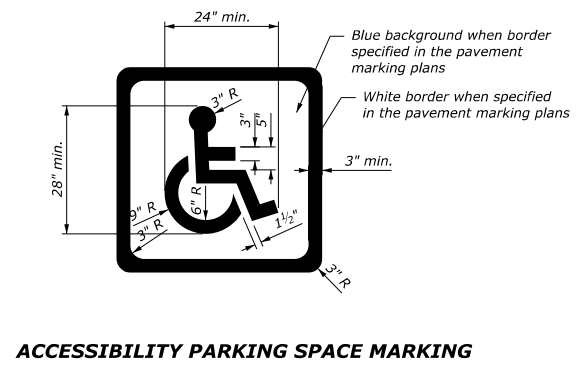 24" min.
Blue background when border
specified in the pavement
marking plans
3" R
White border when specified
in the pavement marking plans
3"
5"
3" min.
28" min.
6" R
9" R
3" R
1½"
3" R
ACCESSIBILITY PARKING SPACE MARKING